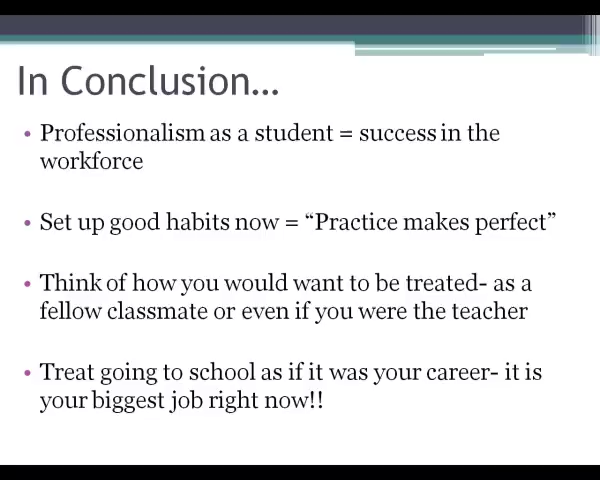 In Conclusion…
• Professionalism as a student = success in the
workforce
• Set up good habits now = “Practice makes perfect”
• Think of how you would want to be treated- as a
fellow classmate or even if you were the teacher
• Treat going to school as if it was your career- it is
your biggest job right now!!